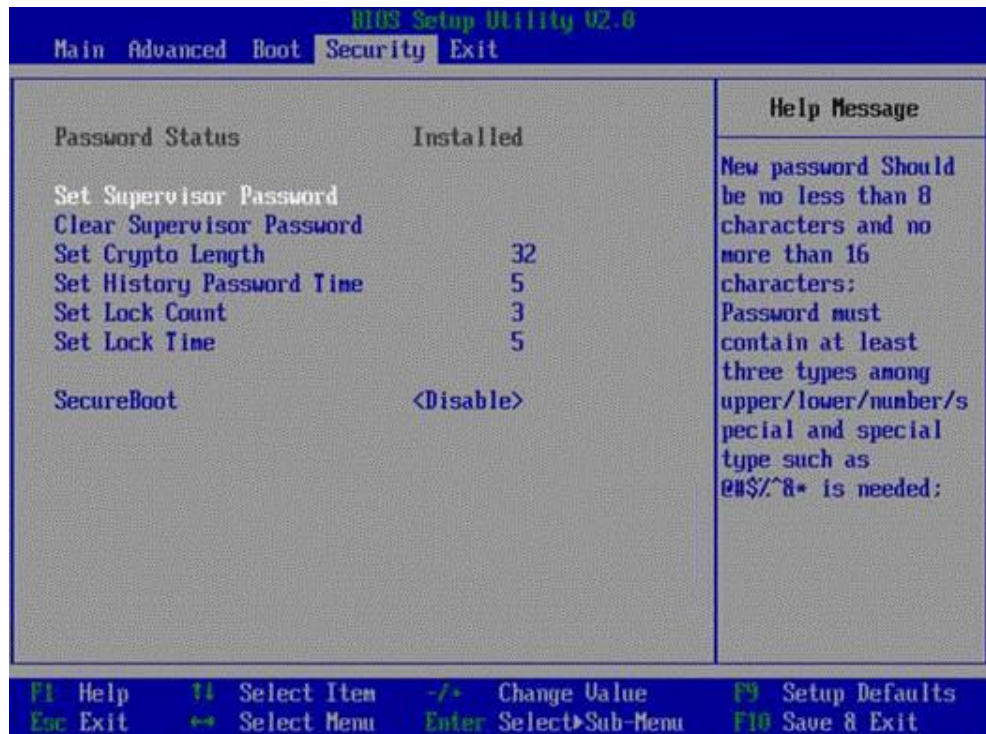 BIOS Setup Utility V2.0
Main Advanced Boot Security Exit
Password Status Installed
Set Supervisor Password
Clear Supervisor Password
Set Crypto Length 32
Set History Password Time 5
Set Lock Count 3
Set Lock Time 5
SecureBoot <Disable>
Help Message
New password Should
be no less than 8
characters and no
more than 16
characters;
Password must
contain at least
three types among
upper/lower/number/s
pecial and special
type such as
@#$%^&* is needed;
F1 Help ↑↓ Select Item -/+ Change Value F9 Setup Defaults
Esc Exit ←→ Select Menu Enter Select▶Sub-Menu F10 Save & Exit